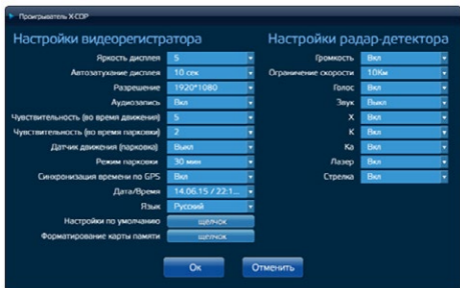 Проигрыватель X-COP
Настройки видеорегистратора
Яркость дисплея 5
Автозатухание дисплея 10 сек
Разрешение 1920*1080
Аудиозапись Вкл
Чувствительность (во время движения) 5
Чувствительность (во время парковки) 2
Датчик движения (парковка) Выкл
Режим парковки 30 мин
Синхронизация времени по GPS Вкл
Дата/Время 14.06.15 / 22:1...
Язык Русский
Настройки по умолчанию щелчок
Форматирование карты памяти щелчок
Настройки радар-детектора
Громкость Вкл
Ограничение скорости 10Км
Голос Вкл
Звук Выкл
X Вкл
K Вкл
Ka Вкл
Лазер Вкл
Стрелка Вкл
Ок Отменить